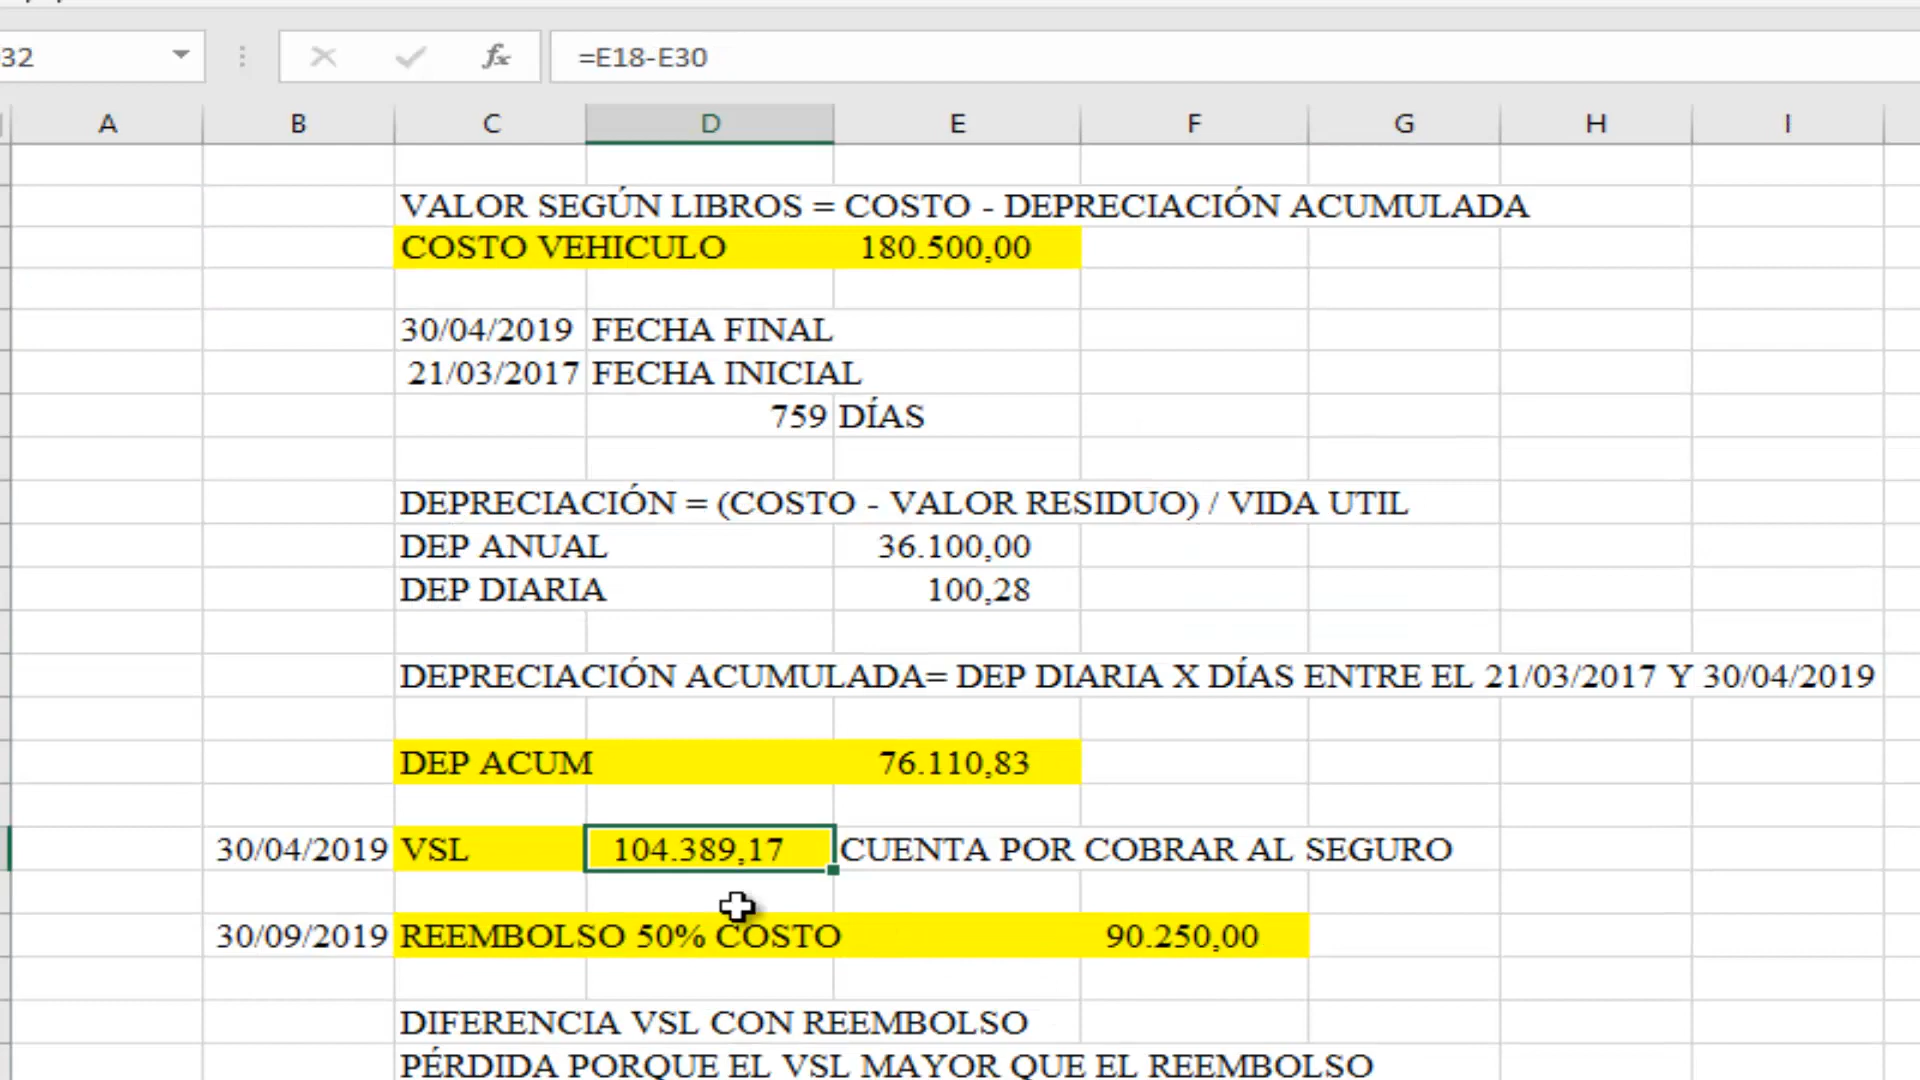 32 fx =E18-E30
A B C D E F G H I
VALOR SEGÚN LIBROS = COSTO - DEPRECIACIÓN ACUMULADA
COSTO VEHICULO 180.500,00
30/04/2019 FECHA FINAL
21/03/2017 FECHA INICIAL
759 DÍAS
DEPRECIACIÓN = (COSTO - VALOR RESIDUO) / VIDA UTIL
DEP ANUAL 36.100,00
DEP DIARIA 100,28
DEPRECIACIÓN ACUMULADA= DEP DIARIA X DÍAS ENTRE EL 21/03/2017 Y 30/04/2019
DEP ACUM 76.110,83
30/04/2019 VSL 104.389,17 CUENTA POR COBRAR AL SEGURO
30/09/2019 REEMBOLSO 50% COSTO 90.250,00
DIFERENCIA VSL CON REEMBOLSO
PÉRDIDA PORQUE EL VSL MAYOR QUE EL REEMBOLSO